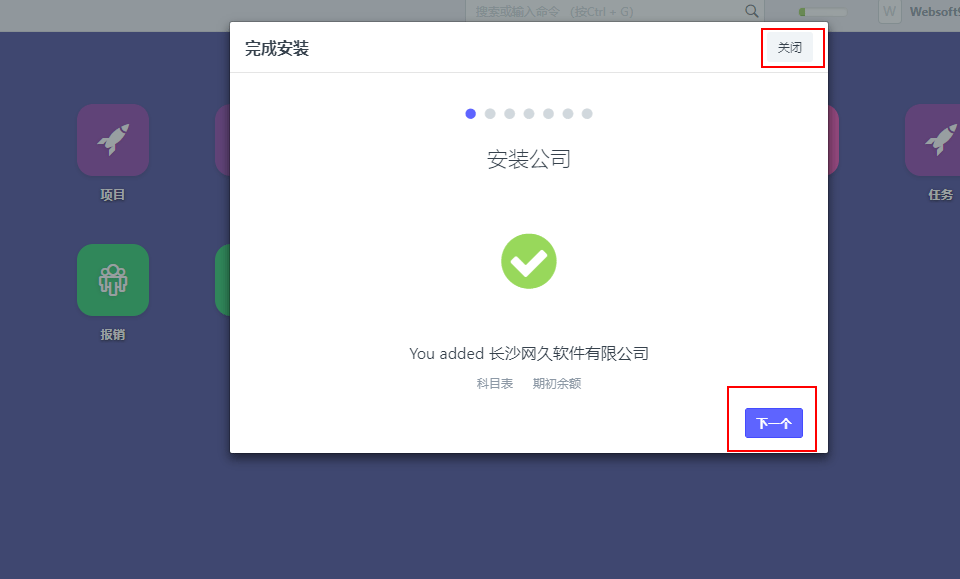 搜索或输入命令 (按Ctrl + G)
W Websoft9
完成安装
关闭
安装公司
项目
任务
报销
You added 长沙网久软件有限公司
科目表 期初余额
下一个